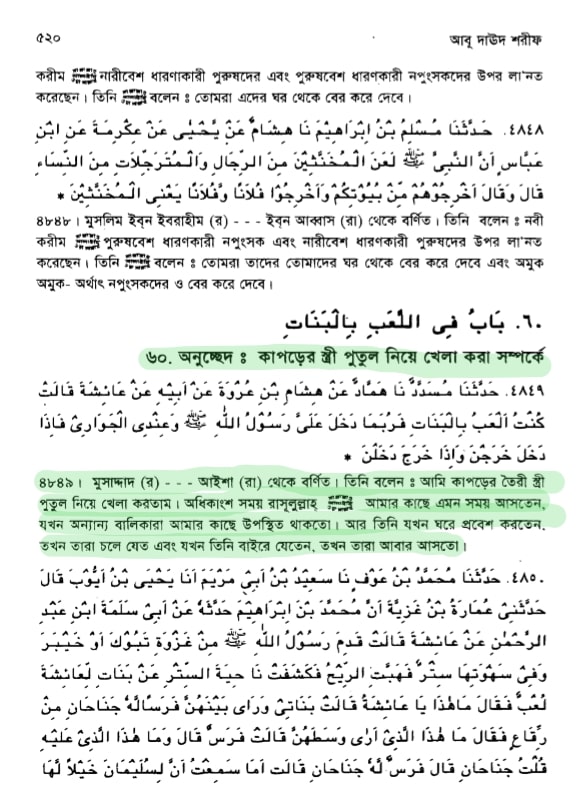 ৫২০
আবূ দাউদ শরীফ
করীম ﷺ নারীবেশ ধারণাকারী পুরুষদের এবং পুরুষবেশ ধারণকারী নপুংসকদের উপর লা'নত
করেছেন। তিনি ﷺ বলেন ঃ তোমরা এদের ঘর থেকে বের করে দেবে।
٤٨٤٨. حَدَّثَنَا مُسْلِمُ بْنُ اِبْرَاهِيْمَ نَا هِشَامٌ عَنْ يَّحْيٰى عَنْ عِكْرِمَةَ عَنِ ابْنِ
عَبَّاسٍ اَنَّ النَّبِىَّ ﷺ لَعَنَ الْمُخَنَّثِيْنَ مِنَ الرِّجَالِ وَالْمُتَرَجِّلَاتِ مِنَ النِّسَاءِ
قَالَ وَقَالَ اَخْرِجُوْهُمْ مِّنْ بُيُوْتِكُمْ وَاَخْرِجُوْا فُلَانًا وَّفُلَانًا يَعْنِى الْمُخَنَّثِيْنَ *
৪৮৪৮। মুসলিম ইব্‌ন ইবরাহীম (র) - - - ইব্‌ন আব্বাস (রা) থেকে বর্ণিত। তিনি বলেন ঃ নবী
করীম ﷺ পুরুষবেশ ধারণকারী নপুংসক এবং নারীবেশ ধারণকারী পুরুষদের উপর লা'নত
করেছেন। তিনি ﷺ বলেন ঃ তোমরা তাদের তোমাদের ঘর থেকে বের করে দেবে এবং অমুক
অমুক- অর্থাৎ নপুংসকদের ও বের করে দেবে।
٦٠. بَابُ فِى اللَّعِبِ بِالْبَنَاتِ
৬০. অনুচ্ছেদ ঃ কাপড়ের স্ত্রী পুতুল নিয়ে খেলা করা সম্পর্কে
٤٨٤٩. حَدَّثَنَا مُسَدَّدٌ نَا حَمَّادٌ عَنْ هِشَامِ بْنِ عُرْوَةَ عَنْ اَبِيْهِ عَنْ عَائِشَةَ قَالَتْ
كُنْتُ اَلْعَبُ بِالْبَنَاتِ فَرُبَمَا دَخَلَ عَلَىَّ رَسُوْلُ اللّٰهِ ﷺ وَعِنْدِى الْجَوَارِىْ فَاِذَا
دَخَلَ خَرَجْنَ وَاِذَا خَرَجَ دَخَلْنَ *
৪৮৪৯। মুসাদ্দাদ (র) - - - আইশা (রা) থেকে বর্ণিত। তিনি বলেন ঃ আমি কাপড়ের তৈরী স্ত্রী
পুতুল নিয়ে খেলা করতাম। অধিকাংশ সময় রাসূলুল্লাহ্ ﷺ আমার কাছে এমন সময় আসতেন,
যখন অন্যান্য বালিকারা আমার কাছে উপস্থিত থাকতো। আর তিনি যখন ঘরে প্রবেশ করতেন,
তখন তারা চলে যেত এবং যখন তিনি বাইরে যেতেন, তখন তারা আবার আসতো।
٤٨٥٠. حَدَّثَنَا مُحَمَّدُ بْنُ عَوْفٍ نَا سَعِيْدُ بْنُ اَبِىْ مَرْيَمَ اَنَا يَحْيَى بْنُ اَيُّوْبَ قَالَ
حَدَّثَنِىْ عُمَارَةُ بْنُ غَزِيَّةَ اَنَّ مُحَمَّدَ بْنَ اِبْرَاهِيْمَ حَدَّثَهُ عَنْ اَبِىْ سَلَمَةَ ابْنِ عَبْدِ
الرَّحْمٰنِ عَنْ عَائِشَةَ قَالَتْ قَدِمَ رَسُوْلُ اللّٰهِ ﷺ مِنْ غَزْوَةِ تَبُوْكَ اَوْ خَيْبَرَ
وَفِىْ سَهْوَتِهَا سِتْرٌ فَهَبَّتِ الرِّيْحُ فَكَشَفَتْ نَا حِيَةَ السِّتْرِ عَنْ بَنَاتٍ لِّعَائِشَةَ
لُعَبٍ فَقَالَ مَاهٰذَا يَا عَائِشَةُ قَالَتْ بَنَاتِىْ وَرَاٰى بَيْنَهُنَّ فَرَسًالَّهُ جَنَاحَانِ مِنْ
رِقَاعٍ فَقَالَ مَا هٰذَا الَّذِىْ اَرٰى وَسَطَهُنَّ قَالَتْ فَرَسٌ قَالَ وَمَا هٰذَا الَّذِىْ عَلَيْهِ
قُلْتُ جَنَاحَانِ قَالَ فَرَسٌ لَّهُ جَنَاحَانِ قَالَتْ اَمَا سَمِعْتَ اَنَّ لِسُلَيْمَانَ خَيْلًا لَّهَا